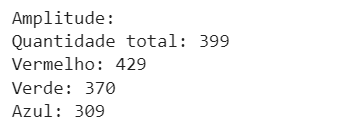 Amplitude:
Quantidade total: 399
Vermelho: 429
Verde: 370
Azul: 309